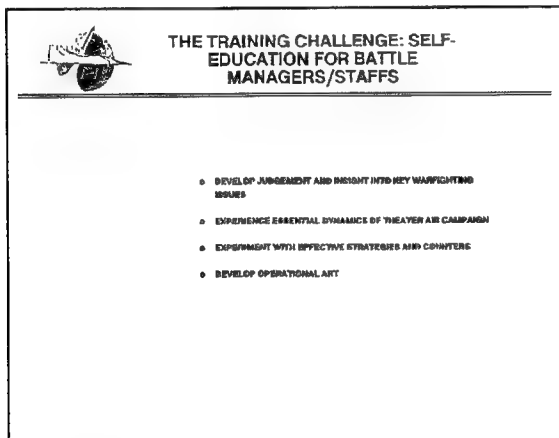 THE TRAINING CHALLENGE: SELF-
EDUCATION FOR BATTLE
MANAGERS/STAFFS
DEVELOP JUDGEMENT AND INSIGHT INTO KEY WARFIGHTING
ISSUES
EXPERIENCE ESSENTIAL DYNAMICS OF THEATER AIR CAMPAIGN
EXPERIMENT WITH EFFECTIVE STRATEGIES AND COUNTERS
DEVELOP OPERATIONAL ART